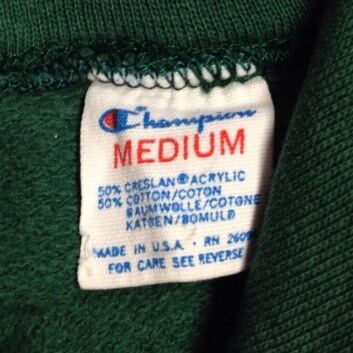 Champion
MEDIUM
50% CRESLAN® ACRYLIC
50% COTTON/COTON
BAUMWOLLE/COTONE
KATOEN/BOMULD
MADE IN U.S.A. · RN
FOR CARE SEE REVERSE